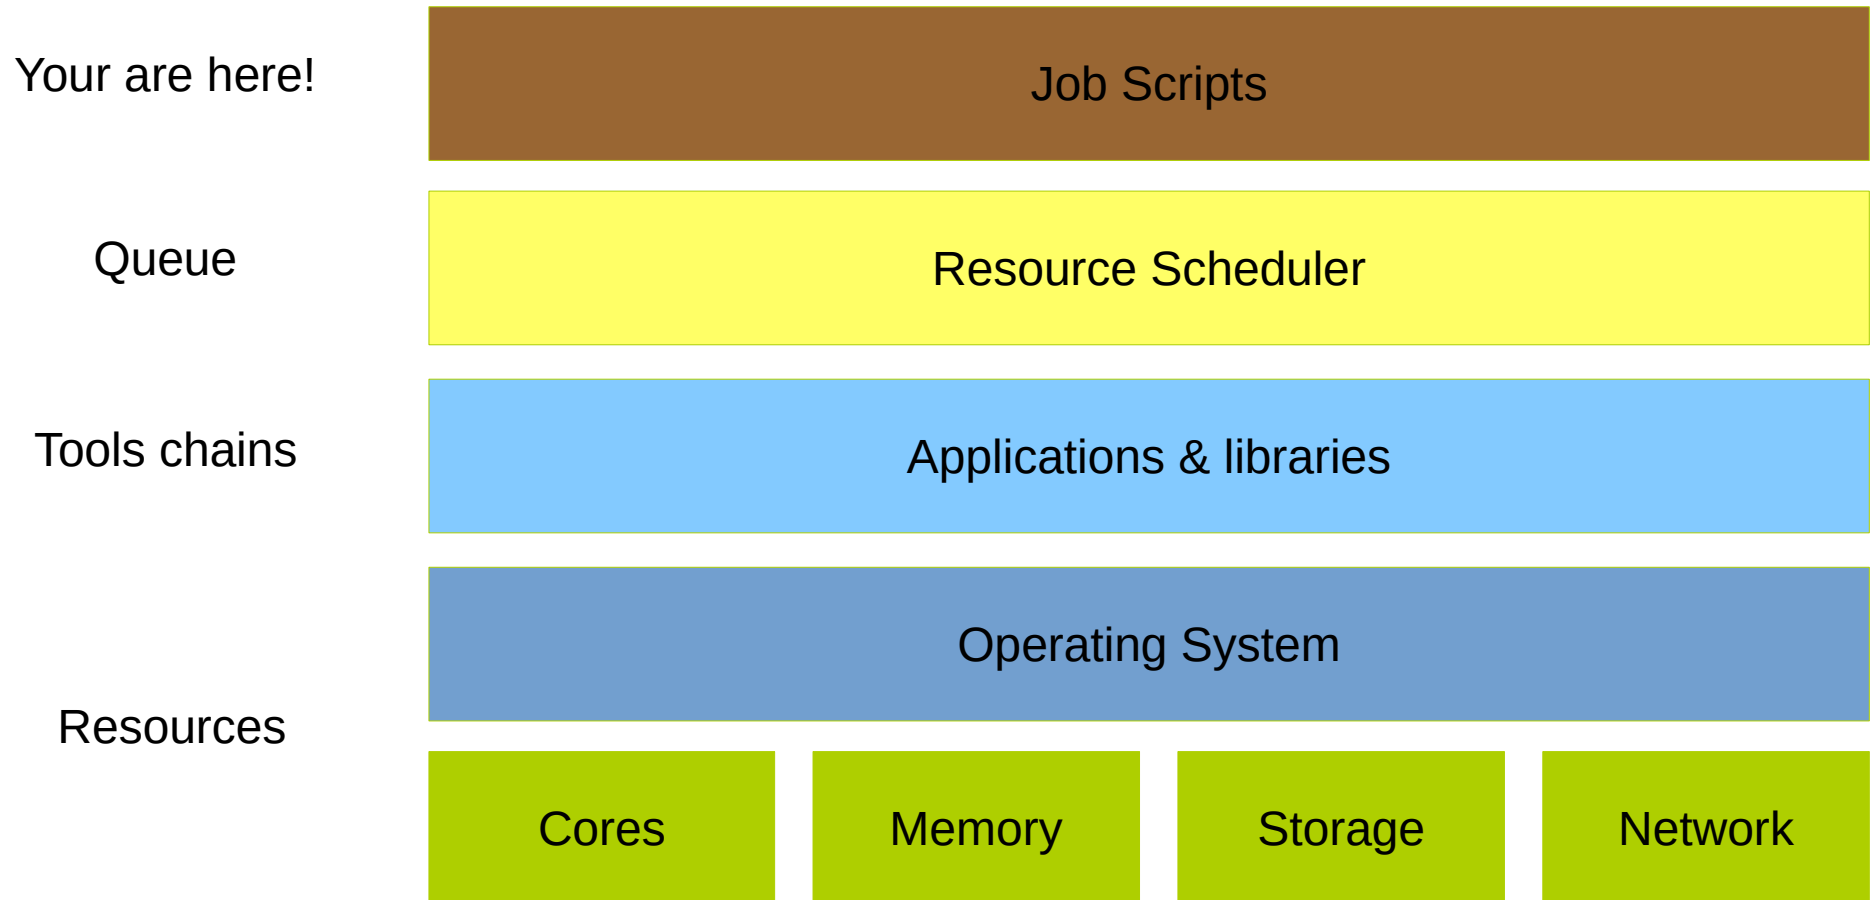 Your are here!
Job Scripts
Queue
Resource Scheduler
Tools chains
Applications & libraries
Operating System
Resources
Cores
Memory
Storage
Network